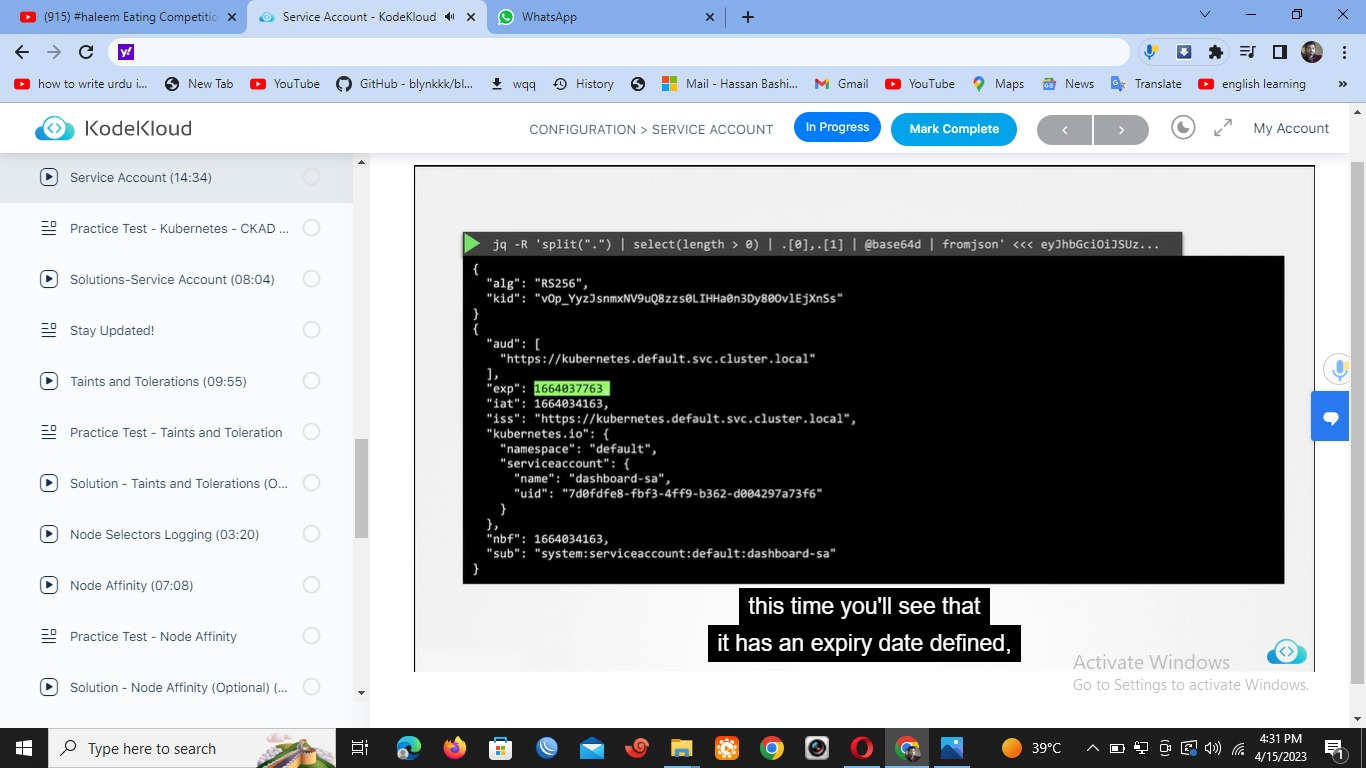 (915) #haleem Eating Competitio
Service Account - KodeKloud
WhatsApp
how to write urdu i...
New Tab
YouTube
GitHub - blynkkk/bl...
wqq
History
Mail - Hassan Bashi...
Gmail
YouTube
Maps
News
Translate
english learning
»
KodeKloud
CONFIGURATION > SERVICE ACCOUNT
In Progress
Mark Complete
My Account
Service Account (14:34)
Practice Test - Kubernetes - CKAD ...
Solutions-Service Account (08:04)
Stay Updated!
Taints and Tolerations (09:55)
Practice Test - Taints and Toleration
Solution - Taints and Tolerations (O...
Node Selectors Logging (03:20)
Node Affinity (07:08)
Practice Test - Node Affinity
Solution - Node Affinity (Optional) (...
jq -R 'split(".") | select(length > 0) | .[0],.[1] | @base64d | fromjson' <<< eyJhbGciOiJSUz...
{
"alg": "RS256",
"kid": "vOp_YyzJsnmxNV9uQ8zzs0LIHHa0n3Dy80OvlEjXnSs"
}
{
"aud": [
"https://kubernetes.default.svc.cluster.local"
],
"exp": 1664037763
"iat": 1664034163,
"iss": "https://kubernetes.default.svc.cluster.local",
"kubernetes.io": {
"namespace": "default",
"serviceaccount": {
"name": "dashboard-sa",
"uid": "7d0fdfe8-fbf3-4ff9-b362-d004297a73f6"
}
},
"nbf": 1664034163,
"sub": "system:serviceaccount:default:dashboard-sa"
}
this time you'll see that
it has an expiry date defined,
Activate Windows
Go to Settings to activate Windows.
Type here to search
39°C
4:31 PM
4/15/2023
1